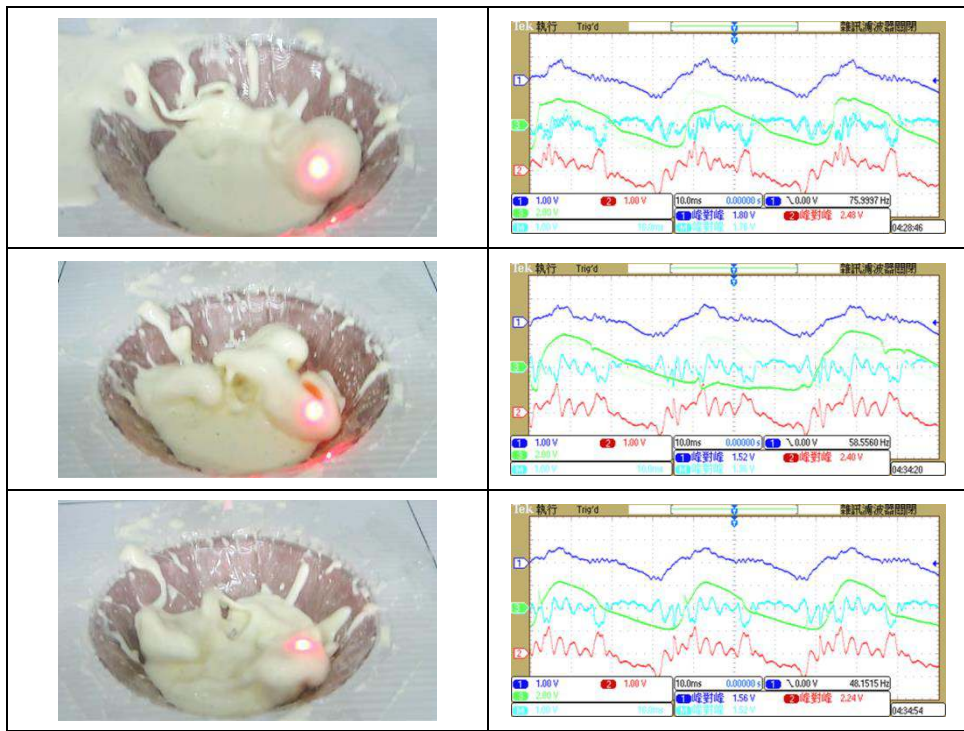 Tek 執行 Trig'd 雜訊濾波器關閉
1
3
2
1 1.00 V 2 1.00 V 10.0ms 0.00000 s 1 0.00 V 75.9997 Hz
3 2.00 V 1 峰對峰 1.80 V 2 峰對峰 2.48 V
M 1.00 V 10.0ms 04:28:46
Tek 執行 Trig'd 雜訊濾波器關閉
1
3
2
1 1.00 V 2 1.00 V 10.0ms 0.00000 s 1 0.00 V 58.5560 Hz
3 2.00 V 1 峰對峰 1.52 V 2 峰對峰 2.40 V
M 1.00 V 10.0ms 04:34:20
Tek 執行 Trig'd 雜訊濾波器關閉
1
3
2
1 1.00 V 2 1.00 V 10.0ms 0.00000 s 1 0.00 V 48.1515 Hz
3 2.00 V 1 峰對峰 1.56 V 2 峰對峰 2.24 V
M 1.00 V 10.0ms M 1.52 V 04:34:54